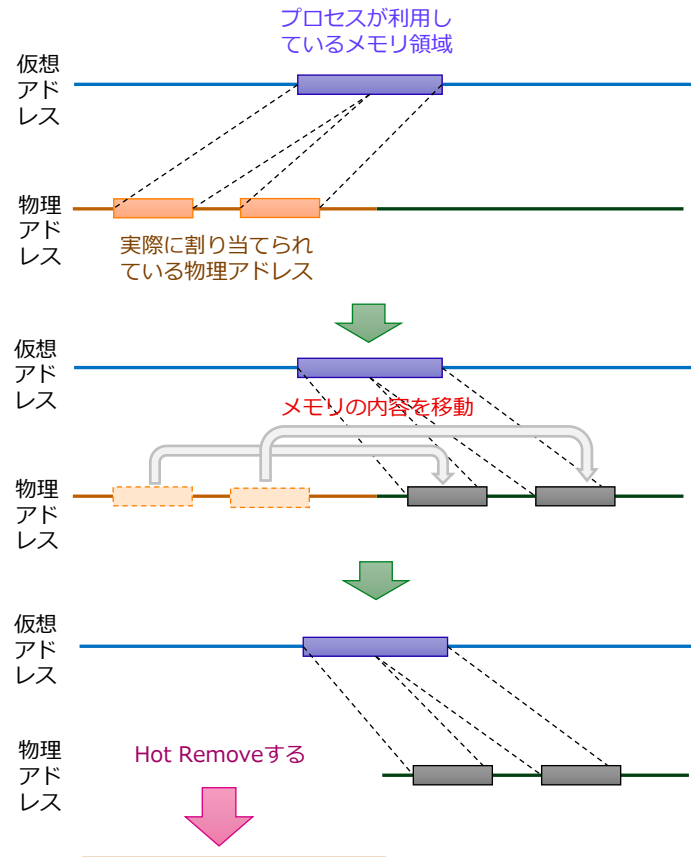 プロセスが利用し
ているメモリ領域
仮想
アド
レス
物理
アド
レス
実際に割り当てられ
ている物理アドレス
仮想
アド
レス
メモリの内容を移動
物理
アド
レス
仮想
アド
レス
物理
アド
レス
Hot Removeする